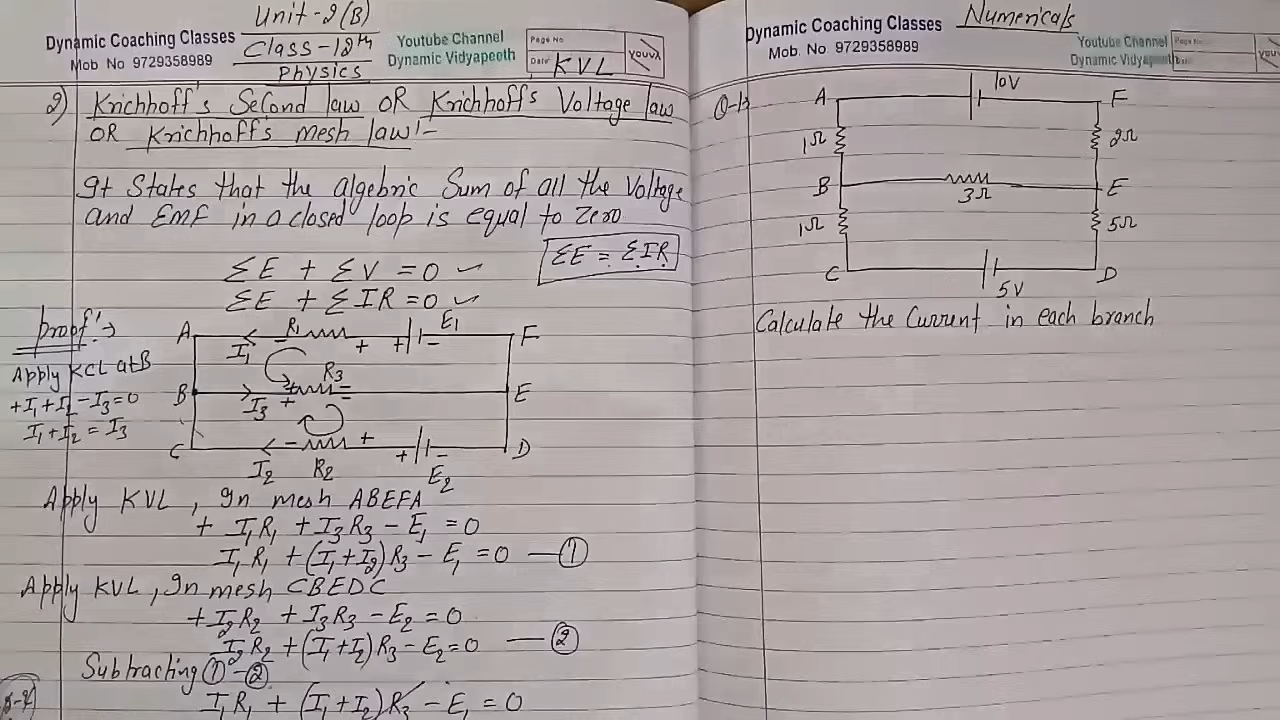 Unit-2(B)
Dynamic Coaching Classes
Mob. No 9729358989
Class-12th
Physics
Youtube Channel
Dynamic Vidyapeeth
Page No
Date
KVL
YOUVA
2) Krichhoff's Second law OR Krichhoff's Voltage law
OR Krichhoff's mesh law:-
It States that the algebric Sum of all the Voltage
and EMF in a closed loop is equal to Zero
ΣE = ΣIR
ΣE + ΣV = 0
ΣE + ΣIR = 0
Proof:→
Apply KCL at B
+I₁+I₂-I₃=0
I₁+I₂ = I₃
A I₁ R₁ + + - E₁ F
B I₃ + R₃ - E
C I₂ - R₂ + + - E₂ D
Apply KVL, In mesh ABEFA
+ I₁R₁ + I₃R₃ - E₁ = 0
I₁R₁ + (I₁+I₂)R₃ - E₁ = 0 —①
Apply KVL, In mesh CBEDC
+I₂R₂ + I₃R₃ - E₂ = 0
I₂R₂ + (I₁+I₂)R₃ - E₂ = 0 —②
Subtracting ①-②
I₁R₁ + (I₁+I₂)R₃ - E₁ = 0
Dynamic Coaching Classes
Mob. No 9729358989
Numericals
Youtube Channel
Dynamic Vidyapeeth
Q-1)
A 10V F
1Ω 2Ω
B 3Ω E
1Ω 5Ω
C 5V D
Calculate the Current in each branch